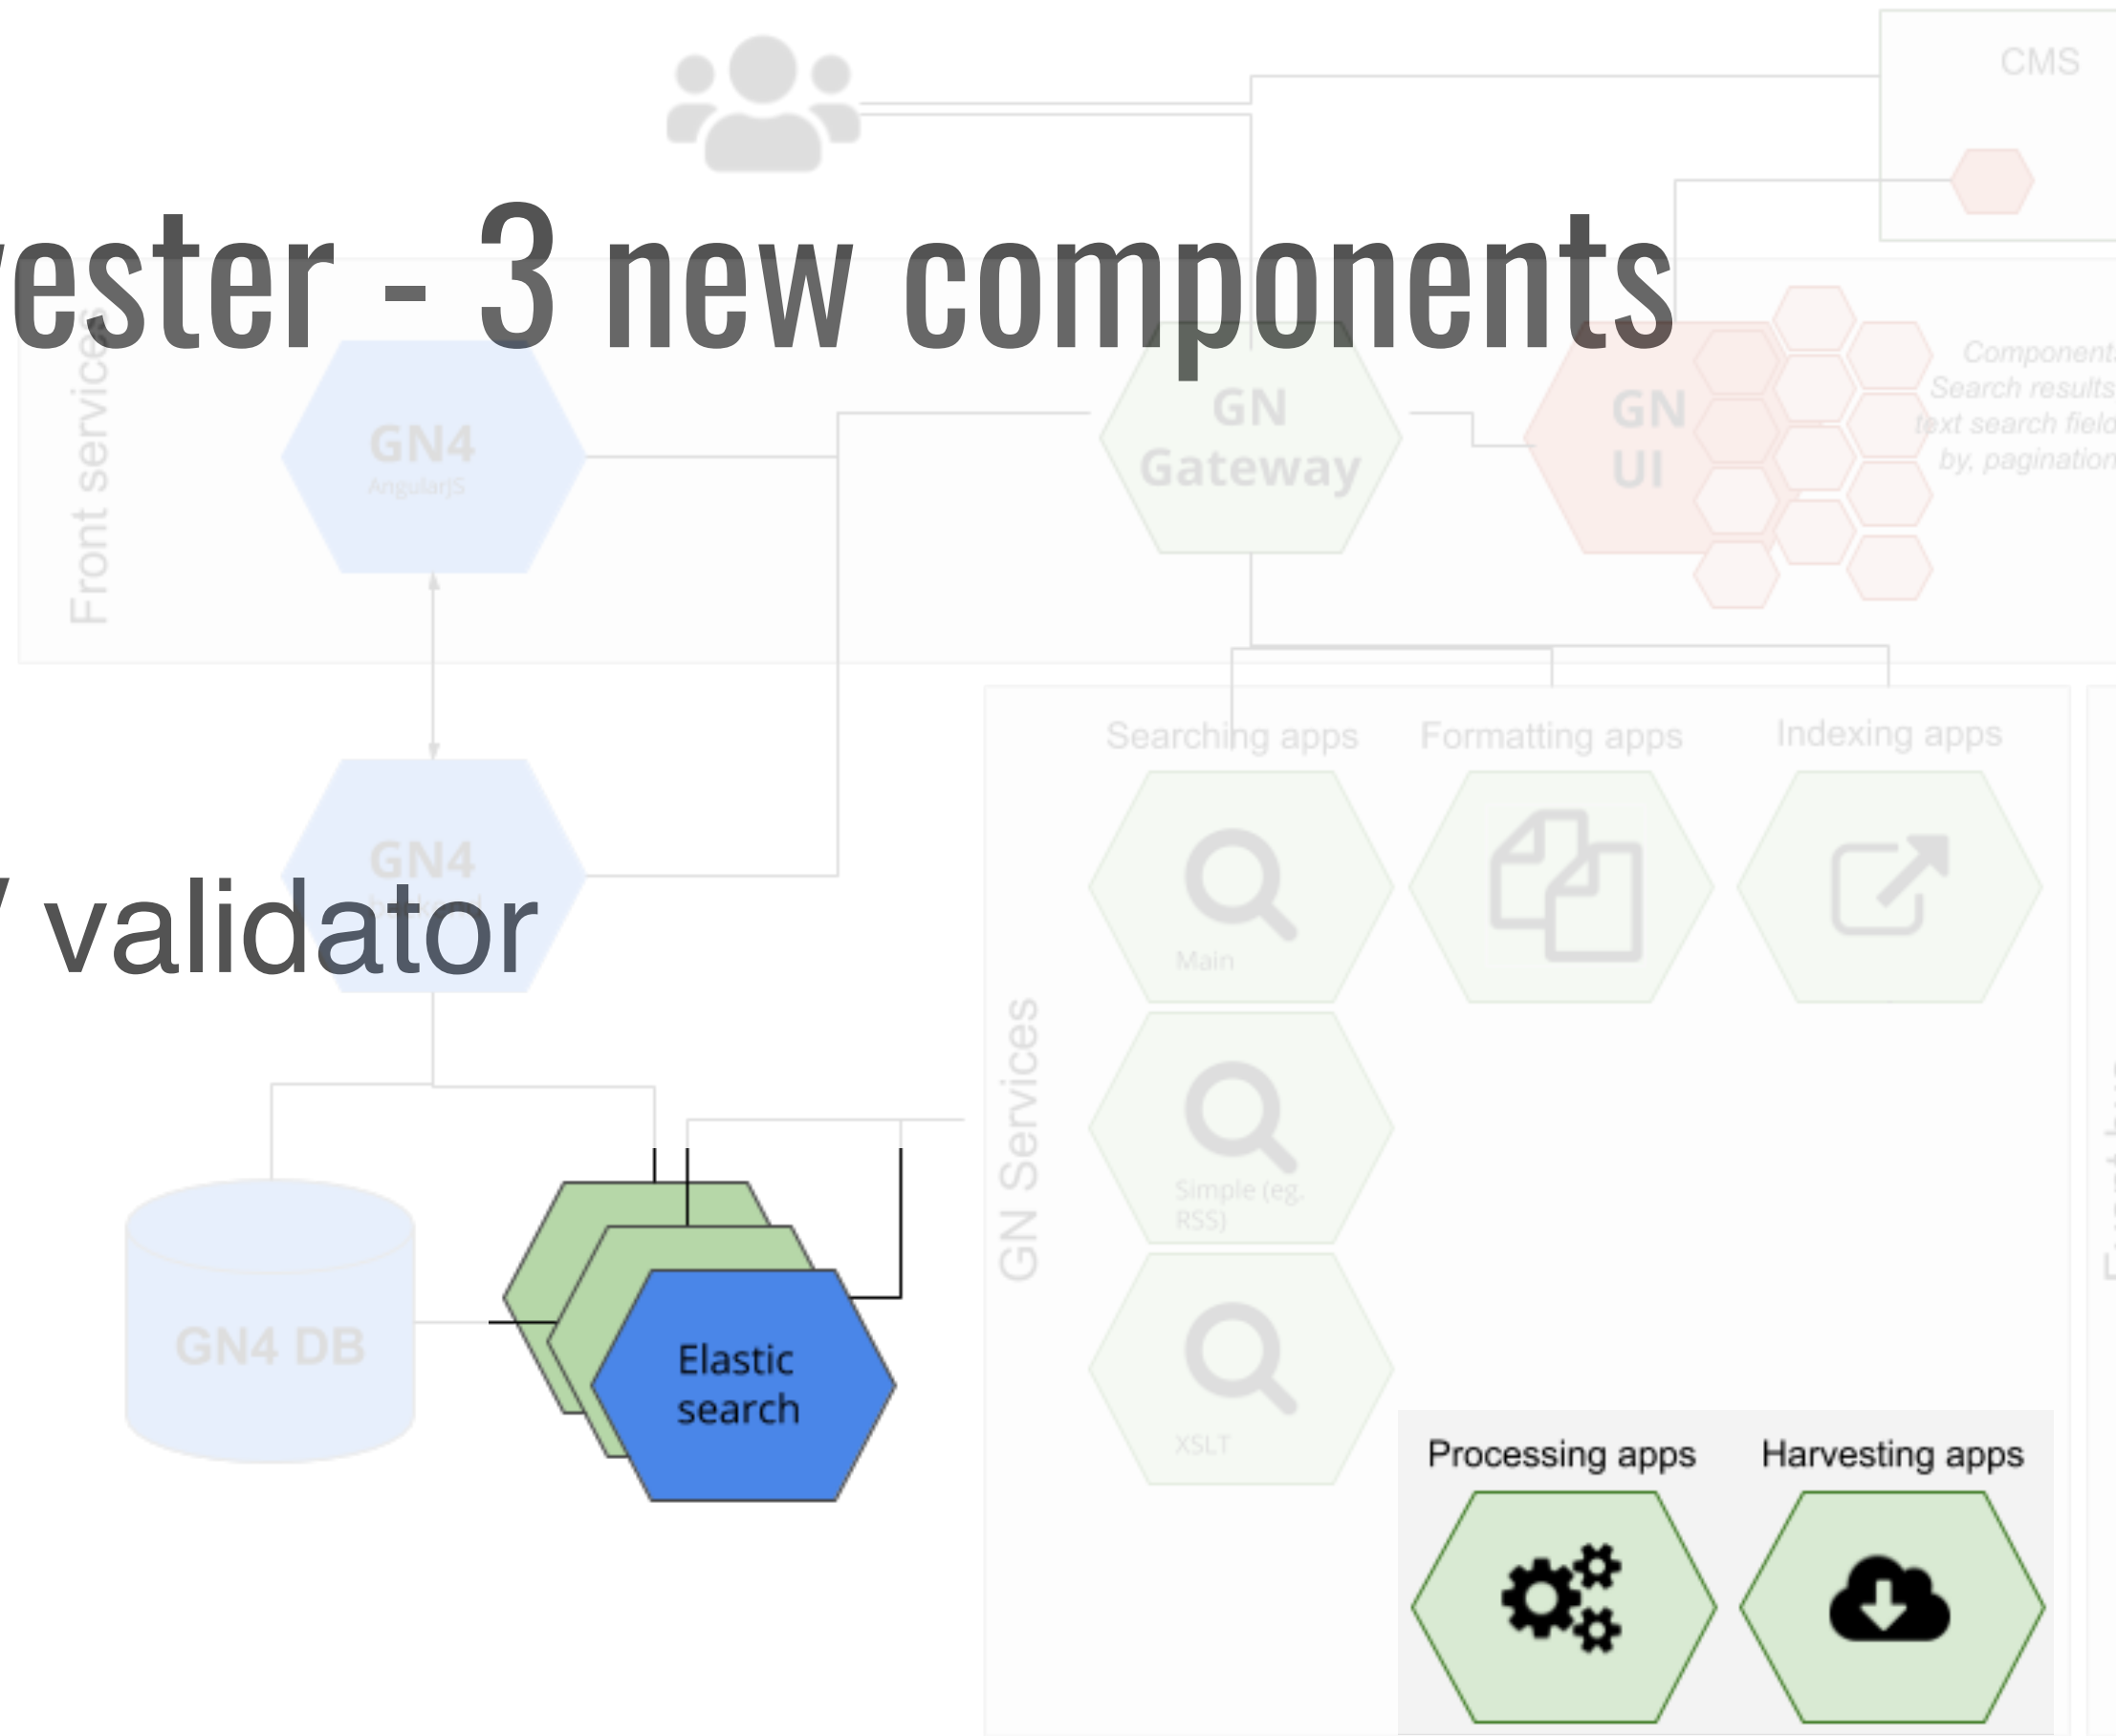 CMS
ester - 3 new components
Front services
GN4
AngularJS
GN
Gateway
GN
UI
Component
Search results
text search field
by, pagination
Searching apps
Formatting apps
Indexing apps
GN4
backend
/ validator
Main
GN Services
Simple (eg.
RSS)
GN4 DB
Elastic
search
XSLT
Processing apps
Harvesting apps